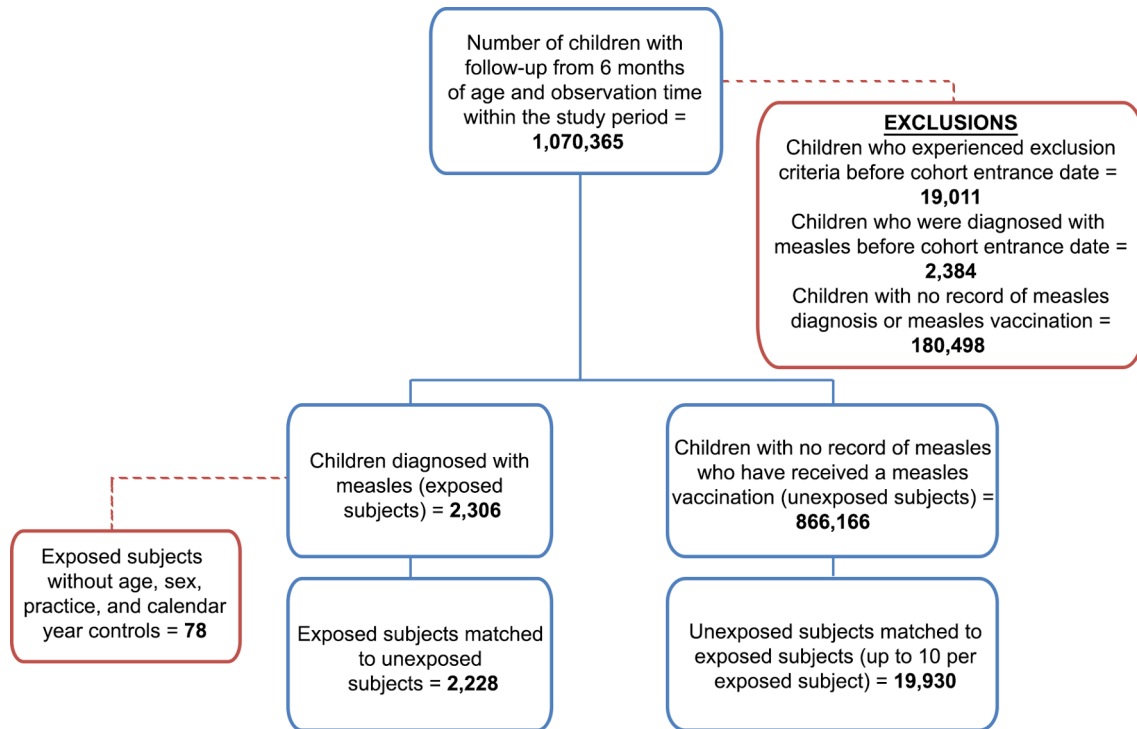 Number of children with
follow-up from 6 months
of age and observation time
within the study period =
1,070,365
EXCLUSIONS
Children who experienced exclusion
criteria before cohort entrance date =
19,011
Children who were diagnosed with
measles before cohort entrance date =
2,384
Children with no record of measles
diagnosis or measles vaccination =
180,498
Children diagnosed with
measles (exposed
subjects) = 2,306
Children with no record of measles
who have received a measles
vaccination (unexposed subjects) =
866,166
Exposed subjects
without age, sex,
practice, and calendar
year controls = 78
Exposed subjects matched
to unexposed
subjects = 2,228
Unexposed subjects matched to
exposed subjects (up to 10 per
exposed subject) = 19,930